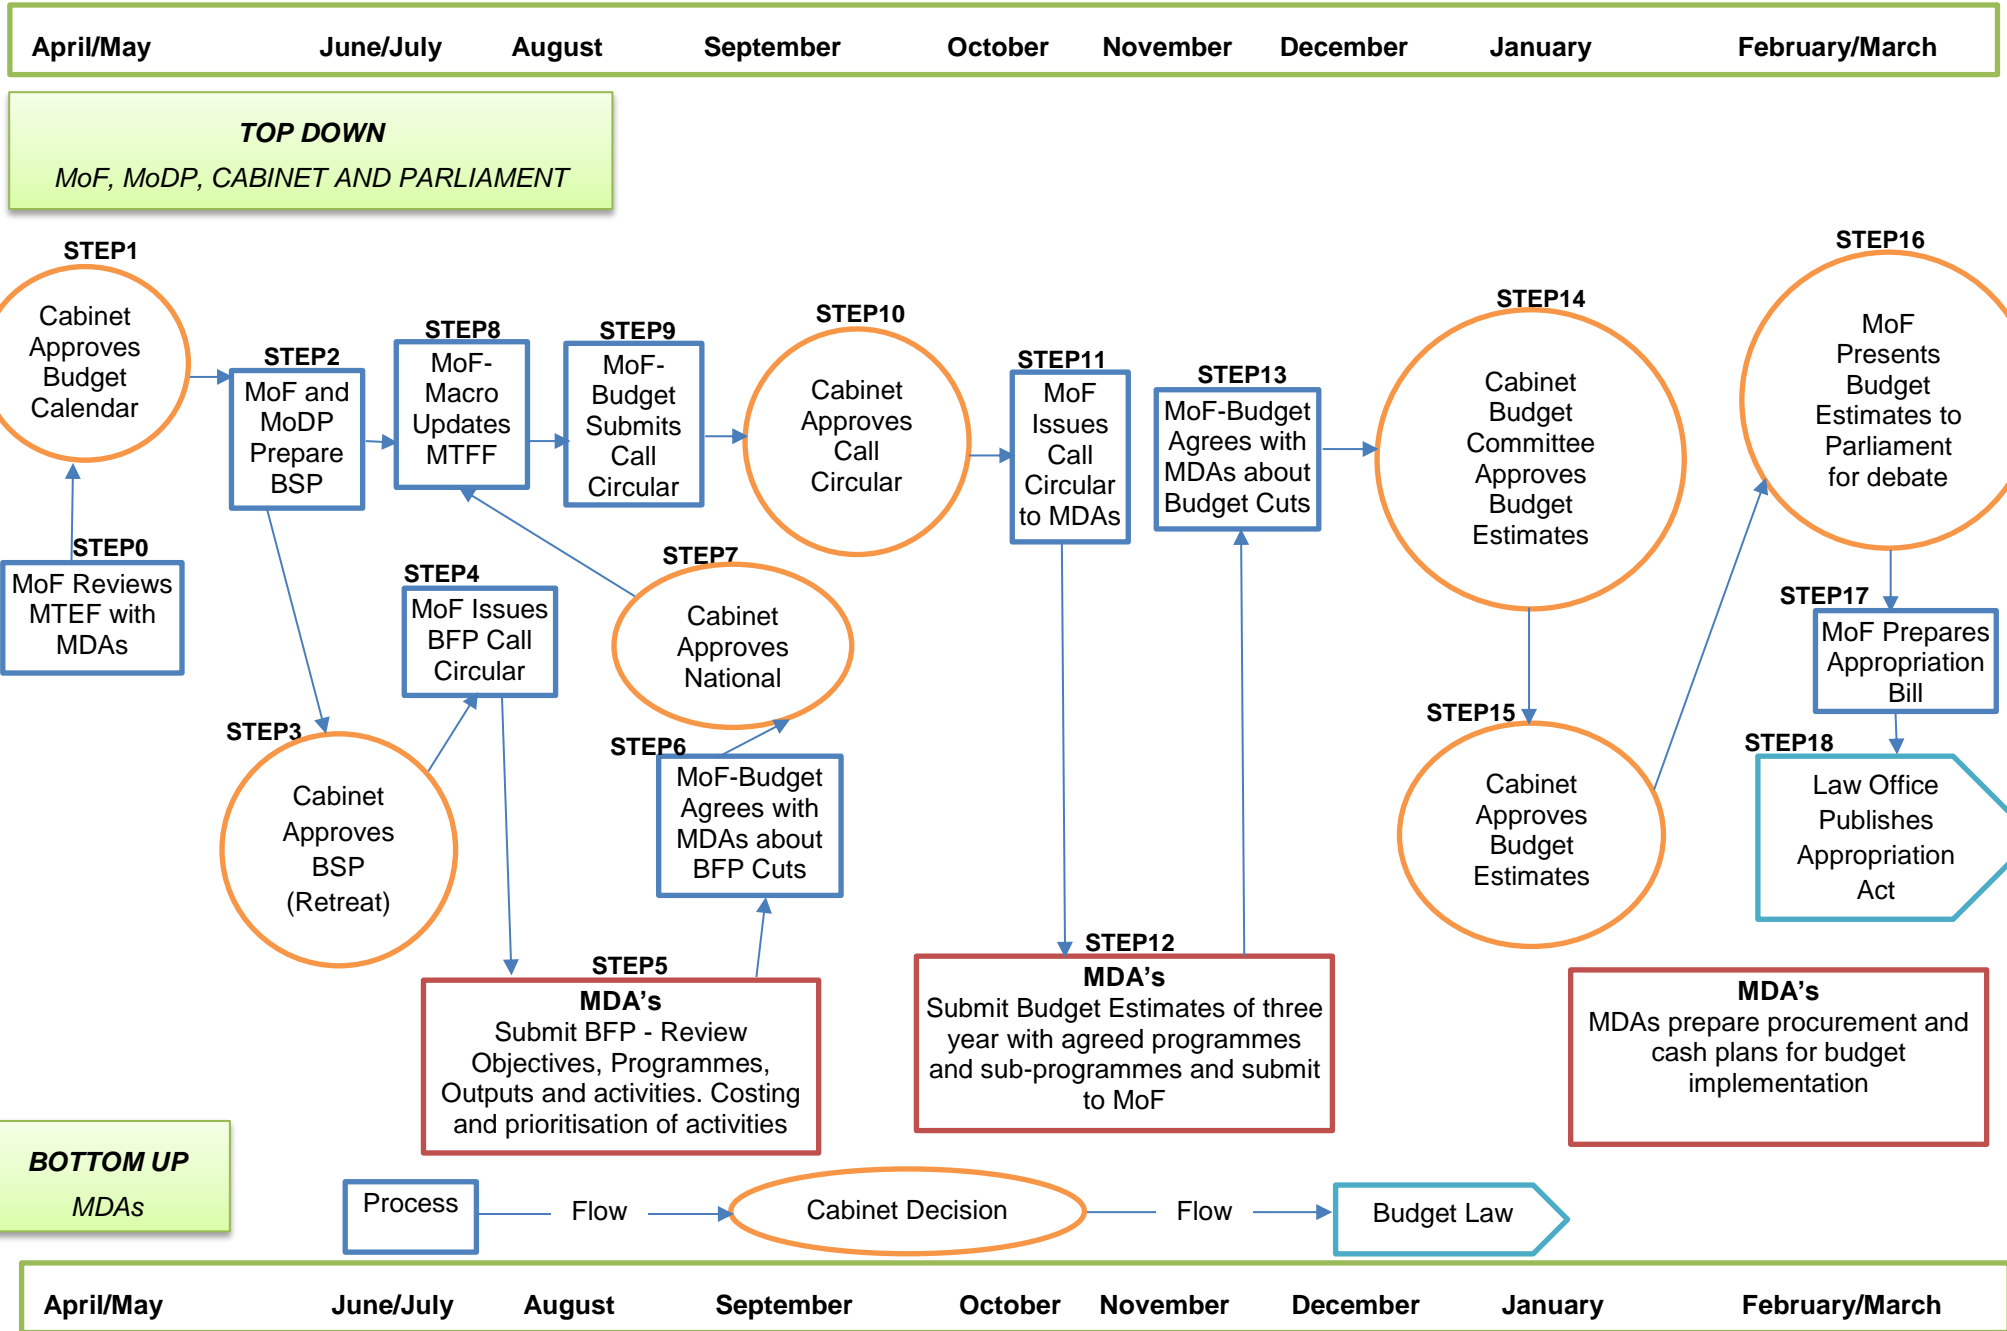 April/May June/July August September October November December January February/March
TOP DOWN
MoF, MoDP, CABINET AND PARLIAMENT
STEP1
Cabinet
Approves
Budget
Calendar
STEP0
MoF Reviews
MTEF with
MDAs
STEP2
MoF and
MoDP
Prepare
BSP
STEP3
Cabinet
Approves
BSP
(Retreat)
STEP4
MoF Issues
BFP Call
Circular
STEP5
MDA’s
Submit BFP - Review
Objectives, Programmes,
Outputs and activities. Costing
and prioritisation of activities
STEP6
MoF-Budget
Agrees with
MDAs about
BFP Cuts
STEP7
Cabinet
Approves
National
STEP8
MoF-
Macro
Updates
MTFF
STEP9
MoF-
Budget
Submits
Call
Circular
STEP10
Cabinet
Approves
Call
Circular
STEP11
MoF
Issues
Call
Circular
to MDAs
STEP12
MDA’s
Submit Budget Estimates of three
year with agreed programmes
and sub-programmes and submit
to MoF
STEP13
MoF-Budget
Agrees with
MDAs about
Budget Cuts
STEP14
Cabinet
Budget
Committee
Approves
Budget
Estimates
STEP15
Cabinet
Approves
Budget
Estimates
STEP16
MoF
Presents
Budget
Estimates to
Parliament
for debate
STEP17
MoF Prepares
Appropriation
Bill
STEP18
Law Office
Publishes
Appropriation
Act
MDA’s
MDAs prepare procurement and
cash plans for budget
implementation
BOTTOM UP
MDAs
Process Flow Cabinet Decision Flow Budget Law
April/May June/July August September October November December January February/March